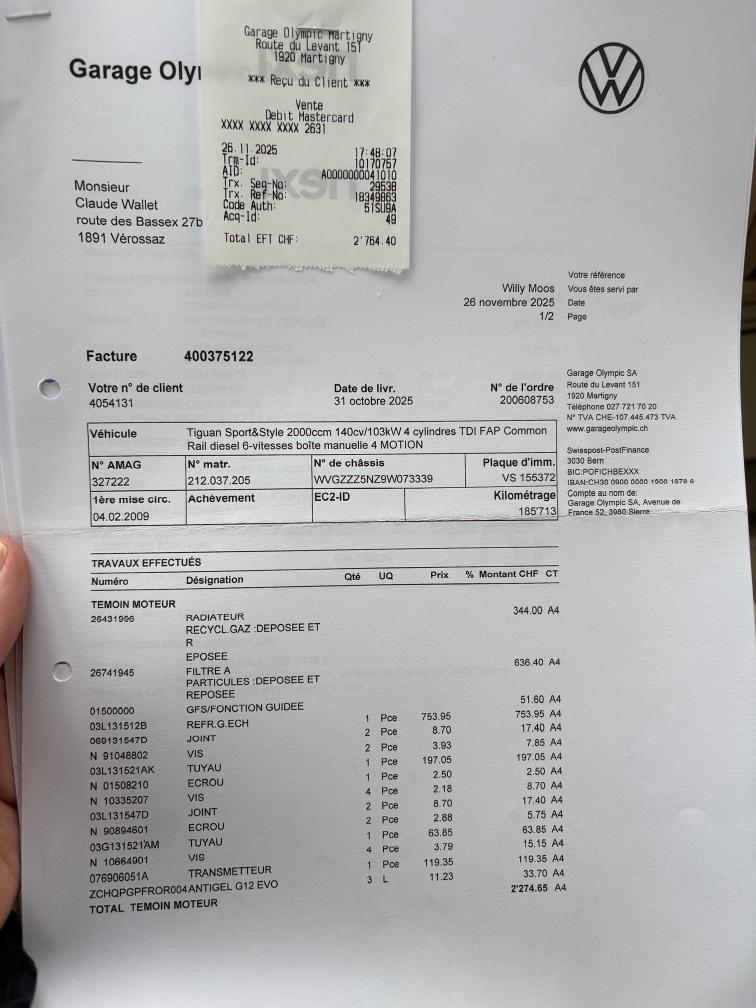 Garage Olympic Martigny
Route du Levant 151
1920 Martigny
*** Reçu du Client ***
Vente
Debit Mastercard
XXXX XXXX XXXX 2631
26.11.2025 17:48:07
Trm-Id: 10170757
AID: A0000000041010
Trx. Seq-No: 29538
Trx. Ref-No: 18349863
Code Auth: 51SU9A
Acq-Id: 49
Total EFT CHF: 2'764.40
Garage Oly
Monsieur
Claude Wallet
route des Bassex 27b
1891 Vérossaz
Votre référence
Willy Moos Vous êtes servi par
26 novembre 2025 Date
1/2 Page
Facture 400375122
Garage Olympic SA
Route du Levant 151
1920 Martigny
Téléphone 027 721 70 20
N° TVA CHE-107.445.473 TVA
www.garageolympic.ch
Swisspost-PostFinance
3030 Bern
BIC:POFICHBEXXX
IBAN:CH30 0900 0000 1900 1678 6
Compte au nom de:
Garage Olympic SA, Avenue de
France 52, 3960 Sierre
Votre n° de client Date de livr. N° de l'ordre
4054131 31 octobre 2025 200608753
Véhicule Tiguan Sport&Style 2000ccm 140cv/103kW 4 cylindres TDI FAP Common
Rail diesel 6-vitesses boîte manuelle 4 MOTION
N° AMAG N° matr. N° de châssis Plaque d'imm.
327222 212.037.205 WVGZZZ5NZ9W073339 VS 155372
1ère mise circ. Achèvement EC2-ID Kilométrage
04.02.2009 185'713
TRAVAUX EFFECTUÉS
Numéro Désignation Qté UQ Prix % Montant CHF CT
TEMOIN MOTEUR
26431996 RADIATEUR 344.00 A4
RECYCL.GAZ :DEPOSEE ET
R
EPOSEE
26741945 FILTRE A 636.40 A4
PARTICULES :DEPOSEE ET
REPOSEE
01500000 GFS/FONCTION GUIDEE 51.60 A4
03L131512B REFR.G.ECH 1 Pce 753.95 753.95 A4
069131547D JOINT 2 Pce 8.70 17.40 A4
N 91048802 VIS 2 Pce 3.93 7.85 A4
03L131521AK TUYAU 1 Pce 197.05 197.05 A4
N 01508210 ECROU 1 Pce 2.50 2.50 A4
N 10335207 VIS 4 Pce 2.18 8.70 A4
03L131547D JOINT 2 Pce 8.70 17.40 A4
N 90894601 ECROU 2 Pce 2.88 5.75 A4
03G131521AM TUYAU 1 Pce 63.85 63.85 A4
N 10664901 VIS 4 Pce 3.79 15.15 A4
076906051A TRANSMETTEUR 1 Pce 119.35 119.35 A4
ZCHQPGPFROR004 ANTIGEL G12 EVO 3 L 11.23 33.70 A4
TOTAL TEMOIN MOTEUR 2'274.65 A4